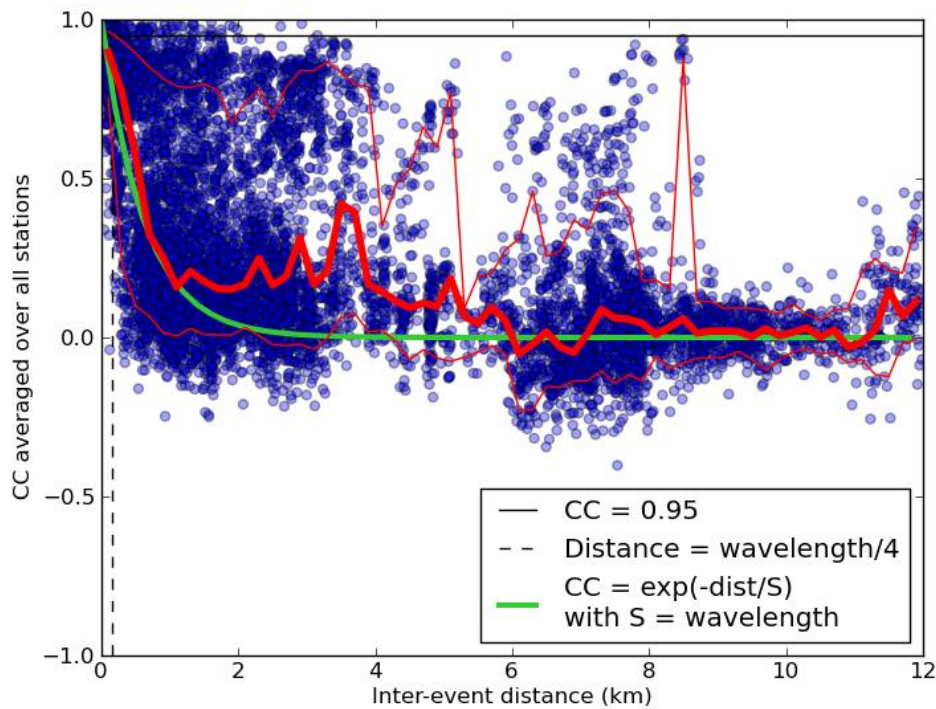 1.0
0.5
0.0
−0.5
−1.0
CC averaged over all stations
CC = 0.95
Distance = wavelength/4
CC = exp(-dist/S)
with S = wavelength
0 2 4 6 8 10 12
Inter-event distance (km)